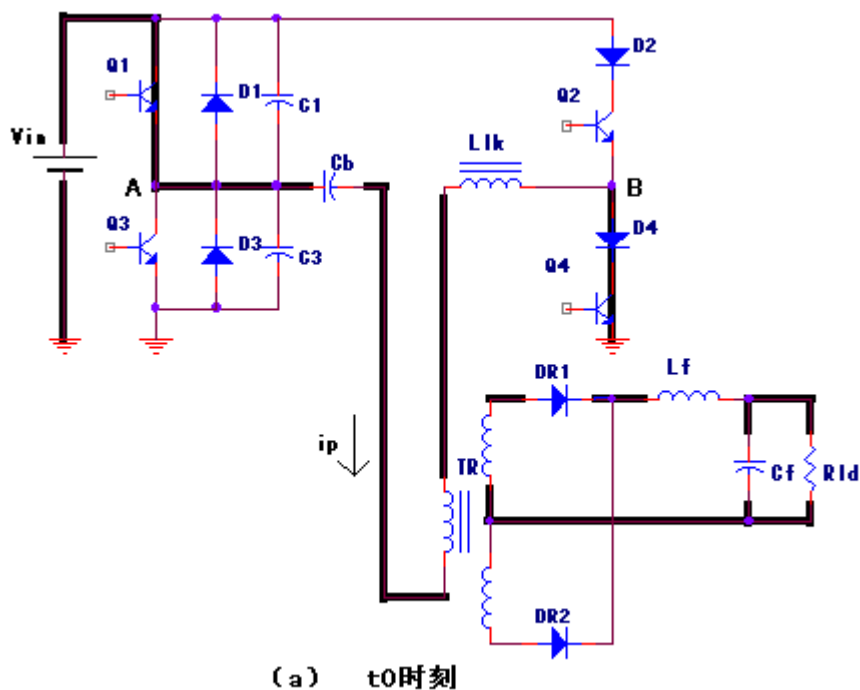 D2
Q1
D1
C1
Q2
Vin
Llk
Cb
A
B
Q3
D3
C3
D4
Q4
DR1
Lf
ip
TR
Cf
Rld
DR2
(a) t0时刻